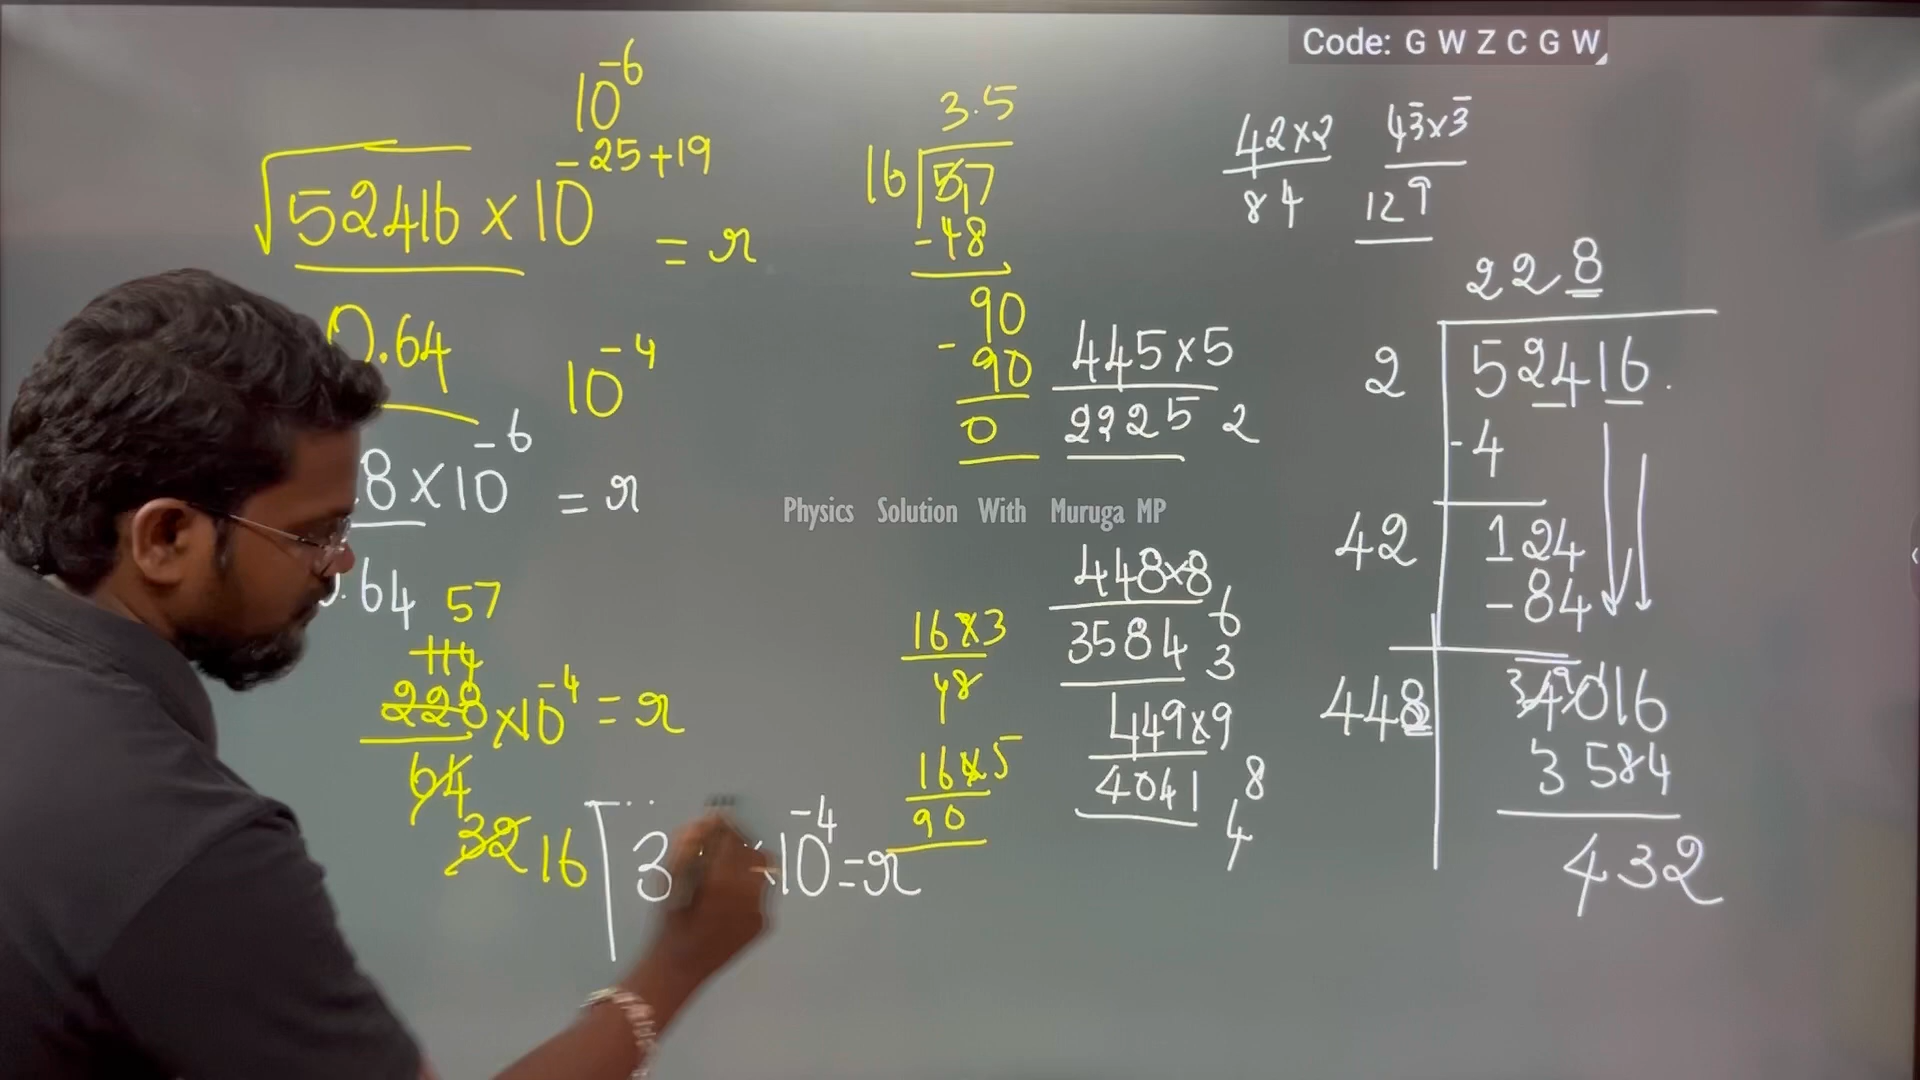 Code: G W Z C G W
10⁻⁶
√52416 × 10⁻²⁵⁺¹⁹ = r
0.64
10⁻⁴
8 × 10⁻⁶ = r
.64
57
114
228 × 10⁻⁴ = r
64
32 16
3 × 10⁻⁴ = r
3.5
16 57
-48
90
- 90
0
16 × 3
48
16 × 5
90
445 × 5
2225 2
Physics Solution With Muruga MP
448 × 8
3584 6
3
449 × 9
4041 8
4
42 × 2
84
43 × 3
129
228
2 52416.
-4
42 124
-84
448 34016
3584
432